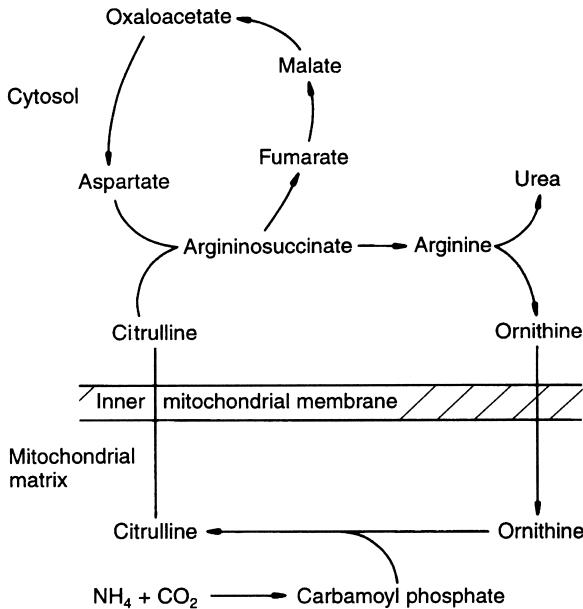 Oxaloacetate
Malate
Cytosol
Fumarate
Aspartate
Urea
Argininosuccinate
Arginine
Citrulline
Ornithine
Inner mitochondrial membrane
Mitochondrial
matrix
Citrulline
Ornithine
NH₄ + CO₂
Carbamoyl phosphate